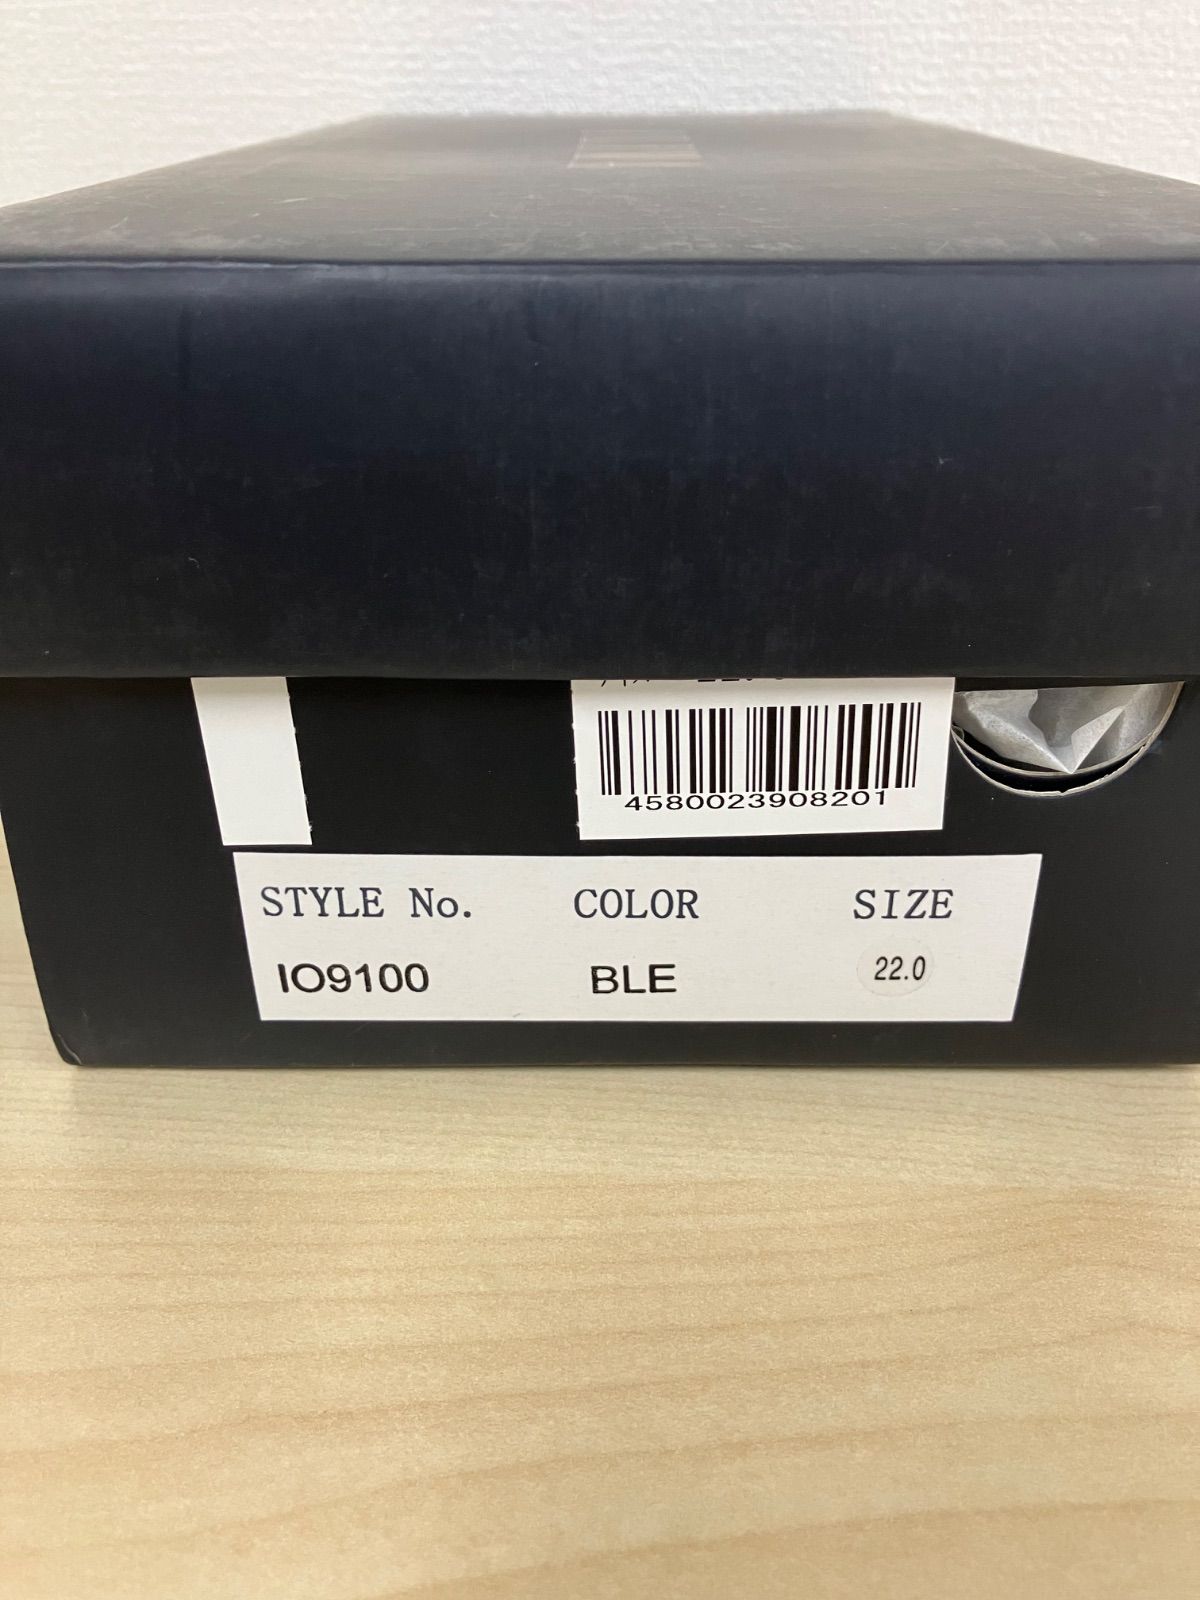 4580023908201
STYLE No. COLOR SIZE
IO9100 BLE 22.0